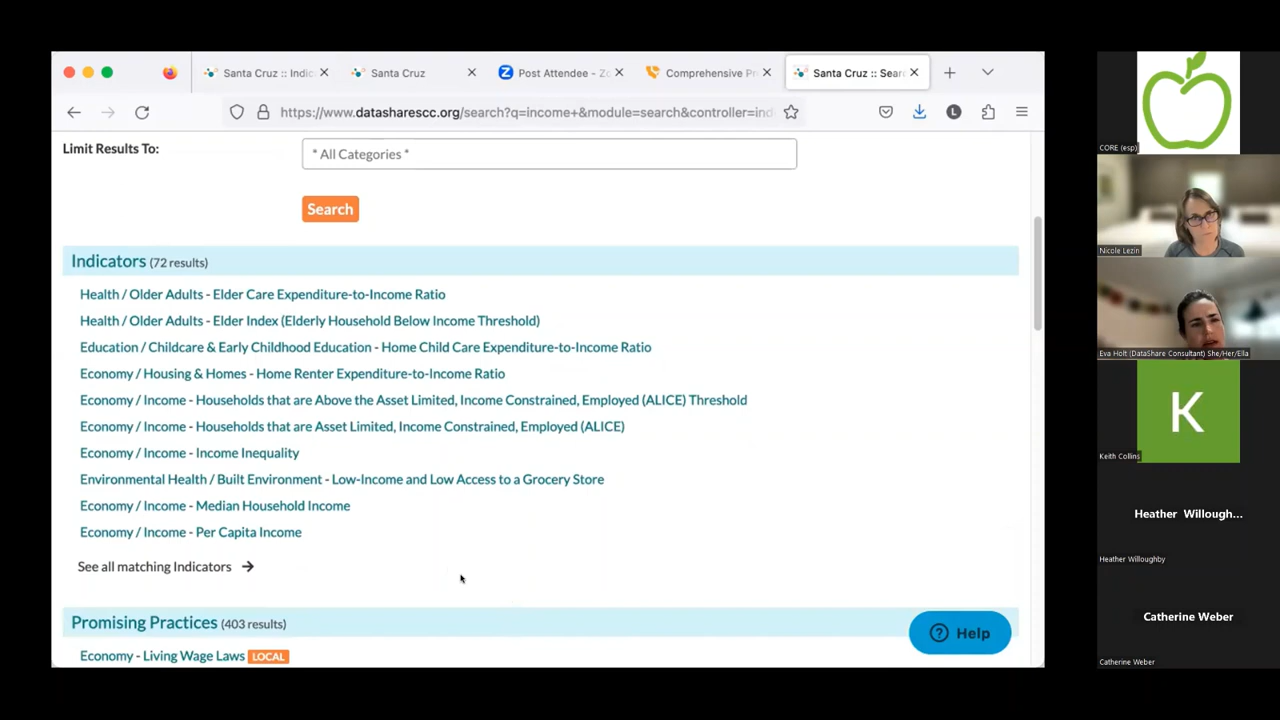 Santa Cruz :: Indic
Santa Cruz
Post Attendee - Zo
Comprehensive Pr
Santa Cruz :: Sear
https://www.datasharescc.org/search?q=income+&module=search&controller=ind
L
Limit Results To:
* All Categories *
Search
Indicators (72 results)
Health / Older Adults - Elder Care Expenditure-to-Income Ratio
Health / Older Adults - Elder Index (Elderly Household Below Income Threshold)
Education / Childcare & Early Childhood Education - Home Child Care Expenditure-to-Income Ratio
Economy / Housing & Homes - Home Renter Expenditure-to-Income Ratio
Economy / Income - Households that are Above the Asset Limited, Income Constrained, Employed (ALICE) Threshold
Economy / Income - Households that are Asset Limited, Income Constrained, Employed (ALICE)
Economy / Income - Income Inequality
Environmental Health / Built Environment - Low-Income and Low Access to a Grocery Store
Economy / Income - Median Household Income
Economy / Income - Per Capita Income
See all matching Indicators →
Promising Practices (403 results)
Economy - Living Wage Laws LOCAL
? Help
CORE (esp)
Nicole Lezin
Eva Holt (DataShare Consultant) She/Her/Ella
K
Keith Collins
Heather Willough...
Heather Willoughby
Catherine Weber
Catherine Weber